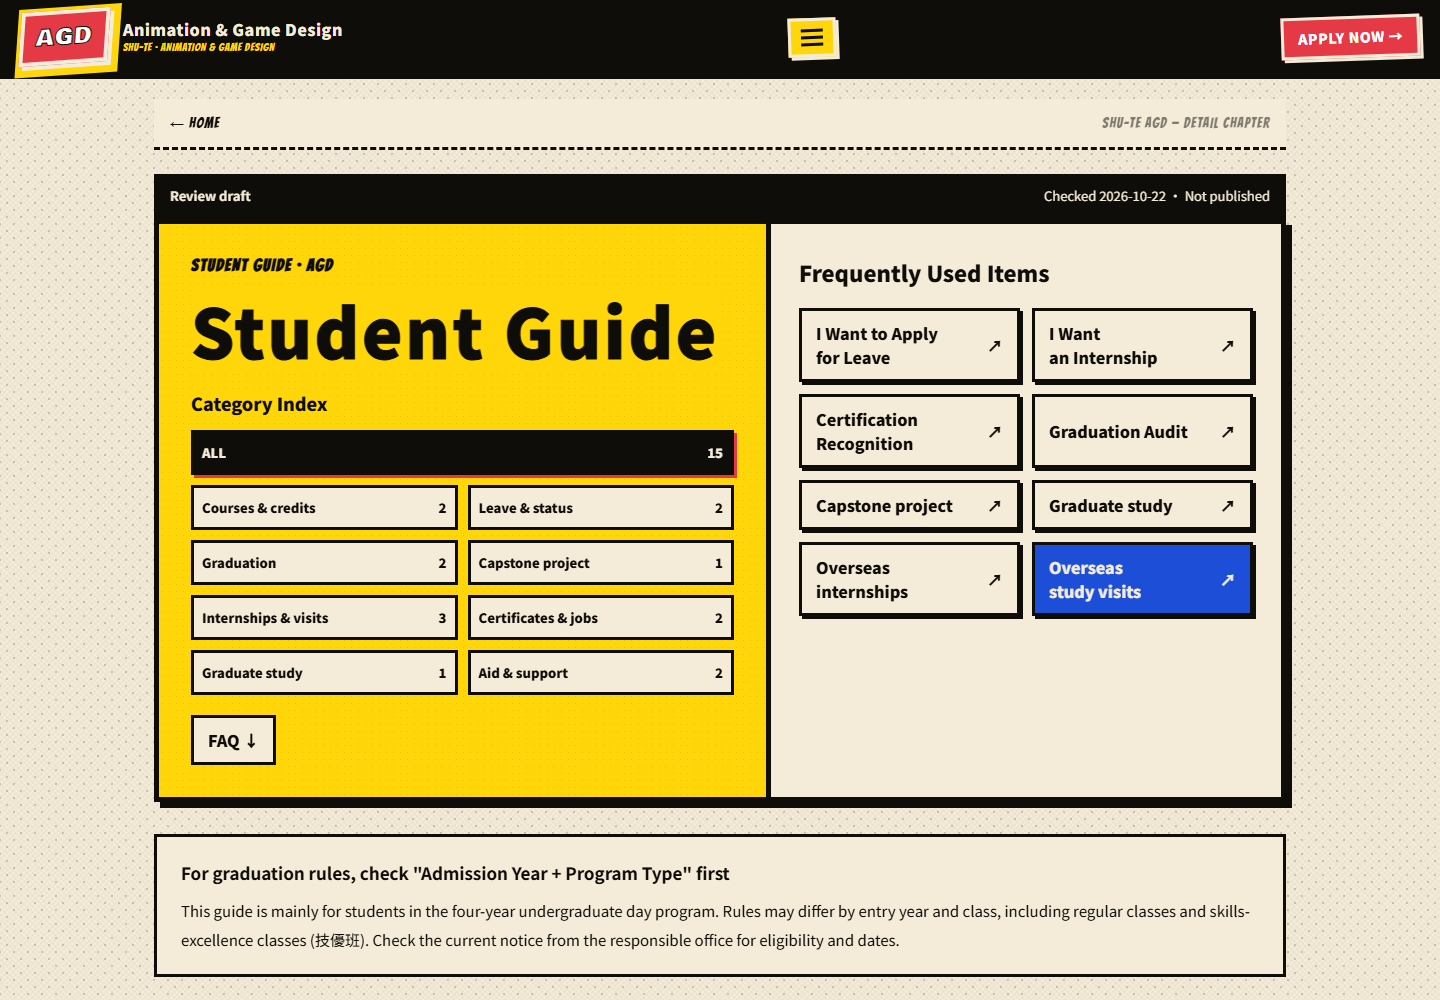 AGD
Animation & Game Design
SHU-TE · ANIMATION & GAME DESIGN
APPLY NOW →
← HOME
SHU-TE AGD — DETAIL CHAPTER
Review draft
Checked 2026-10-22 • Not published
STUDENT GUIDE · AGD
Student Guide
Category Index
ALL 15
Courses & credits 2
Leave & status 2
Graduation 2
Capstone project 1
Internships & visits 3
Certificates & jobs 2
Graduate study 1
Aid & support 2
FAQ ↓
Frequently Used Items
I Want to Apply
for Leave ↗
I Want
an Internship ↗
Certification
Recognition ↗
Graduation Audit ↗
Capstone project ↗
Graduate study ↗
Overseas
internships ↗
Overseas
study visits ↗
For graduation rules, check "Admission Year + Program Type" first
This guide is mainly for students in the four-year undergraduate day program. Rules may differ by entry year and class, including regular classes and skills-
excellence classes (技優班). Check the current notice from the responsible office for eligibility and dates.